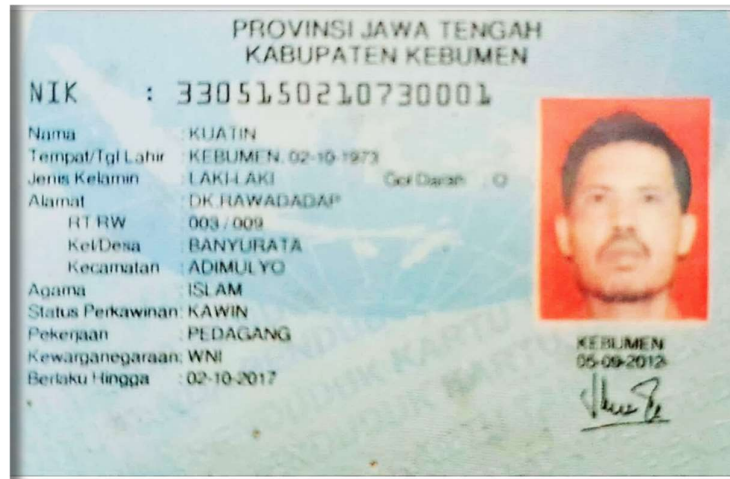 PROVINSI JAWA TENGAH
KABUPATEN KEBUMEN
NIK : 3305150210730001
Nama : KUATIN
Tempat/Tgl Lahir : KEBUMEN, 02-10-1973
Jenis Kelamin : LAKI-LAKI Gol Darah : O
Alamat : DK.RAWADADAP
RT/RW : 003 / 009
Kel/Desa : BANYURATA
Kecamatan : ADIMULYO
Agama : ISLAM
Status Perkawinan: KAWIN
Pekerjaan : PEDAGANG
Kewarganegaraan: WNI
Berlaku Hingga : 02-10-2017
KEBUMEN
05-09-2012